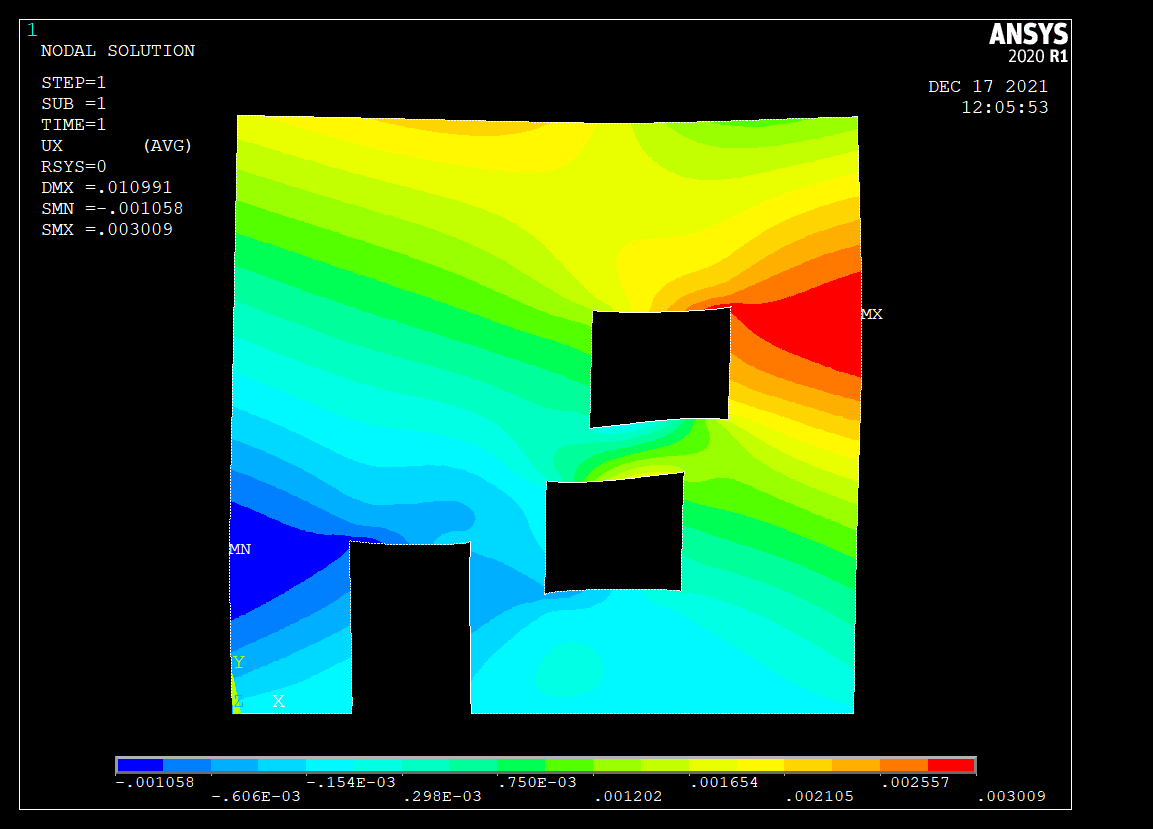 1
NODAL SOLUTION
STEP=1
SUB =1
TIME=1
UX (AVG)
RSYS=0
DMX =.010991
SMN =-.001058
SMX =.003009
ANSYS
2020 R1
DEC 17 2021
12:05:53
MX
MN
Y
Z X
-.001058 -.154E-03 .750E-03 .001654 .002557
-.606E-03 .298E-03 .001202 .002105 .003009